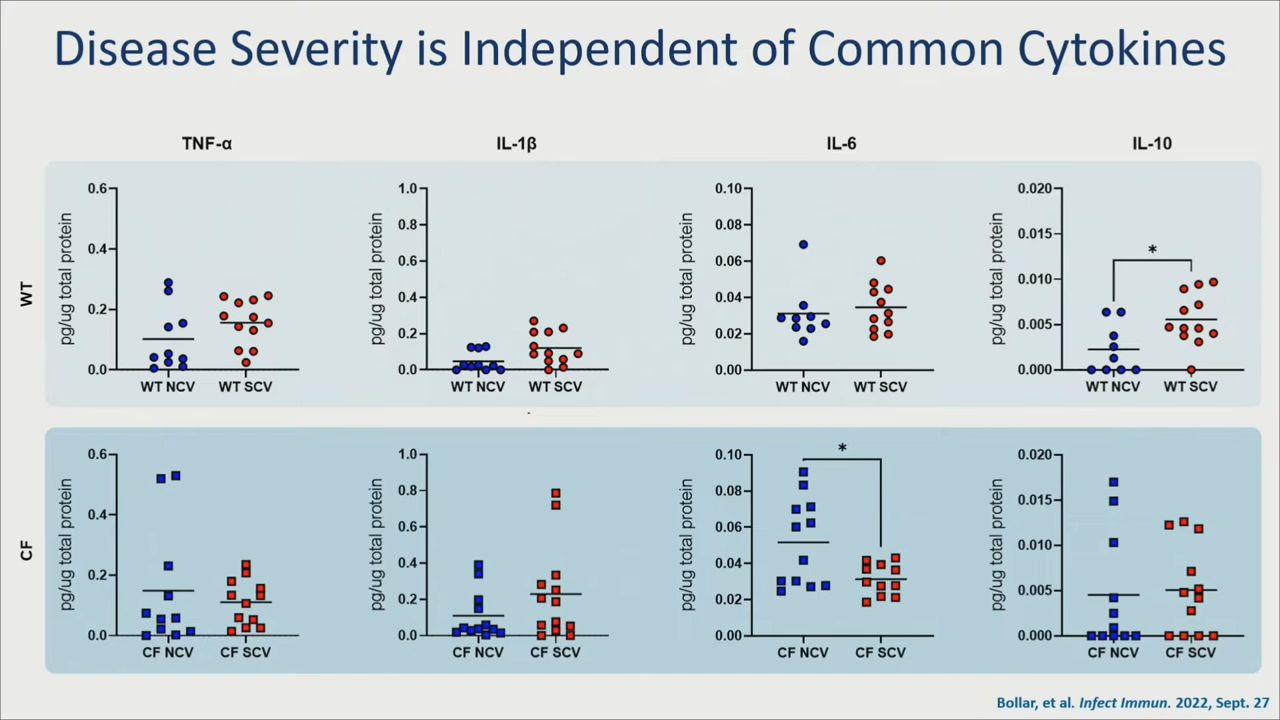 Disease Severity is Independent of Common Cytokines
TNF-α
IL-1β
IL-6
IL-10
WT
pg/ug total protein
0.6
0.4
0.2
0.0
WT NCV
WT SCV
pg/ug total protein
1.0
0.8
0.6
0.4
0.2
0.0
WT NCV
WT SCV
pg/ug total protein
0.10
0.08
0.06
0.04
0.02
0.00
WT NCV
WT SCV
pg/ug total protein
0.020
0.015
0.010
0.005
0.000
*
WT NCV
WT SCV
CF
pg/ug total protein
0.6
0.4
0.2
0.0
CF NCV
CF SCV
pg/ug total protein
1.0
0.8
0.6
0.4
0.2
0.0
CF NCV
CF SCV
pg/ug total protein
0.10
0.08
0.06
0.04
0.02
0.00
*
CF NCV
CF SCV
pg/ug total protein
0.020
0.015
0.010
0.005
0.000
CF NCV
CF SCV
Bollar, et al. Infect Immun. 2022, Sept. 27